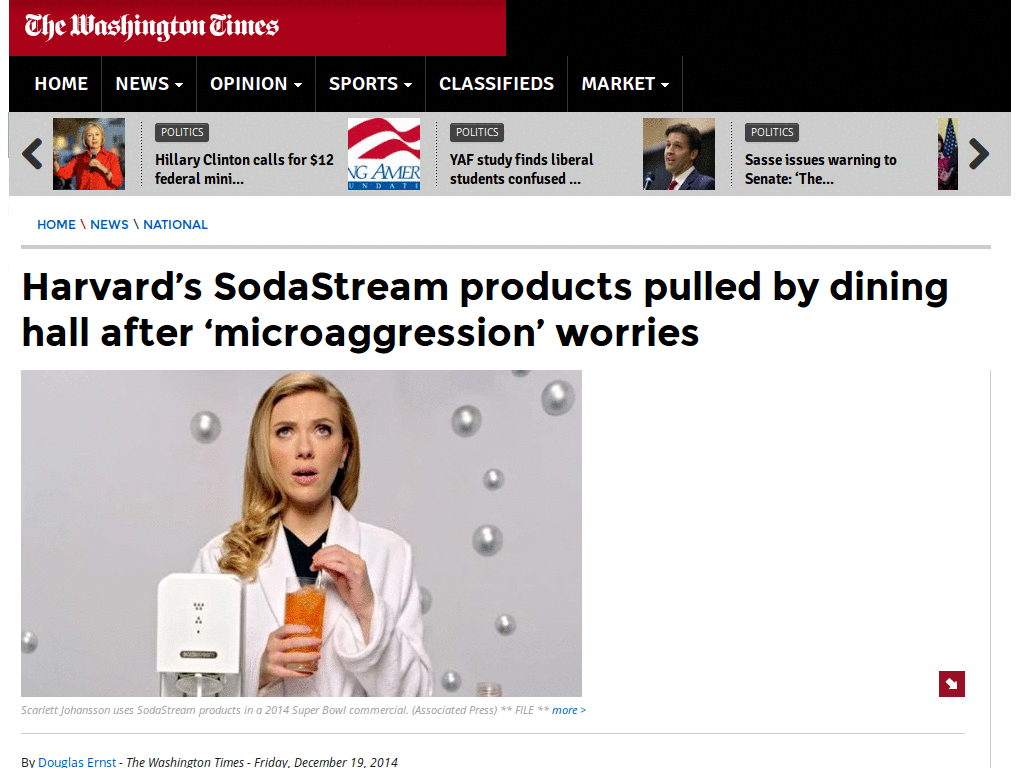 The Washington Times
HOME NEWS OPINION SPORTS CLASSIFIEDS MARKET
POLITICS
Hillary Clinton calls for $12
federal mini...
NG AMER
UNDATI
POLITICS
YAF study finds liberal
students confused ...
POLITICS
Sasse issues warning to
Senate: ‘The...
HOME \ NEWS \ NATIONAL
Harvard’s SodaStream products pulled by dining
hall after ‘microaggression’ worries
Scarlett Johansson uses SodaStream products in a 2014 Super Bowl commercial. (Associated Press) ** FILE ** more >
By Douglas Ernst - The Washington Times - Friday, December 19, 2014